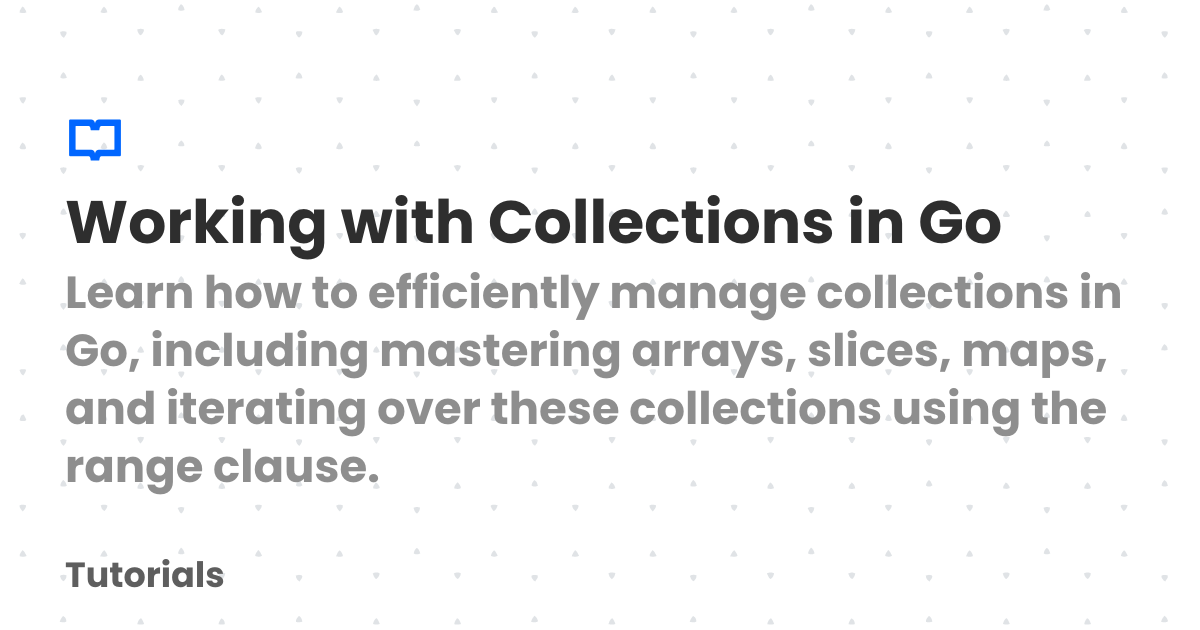 Working with Collections in Go
Learn how to efficiently manage collections in
Go, including mastering arrays, slices, maps,
and iterating over these collections using the
range clause.
Tutorials